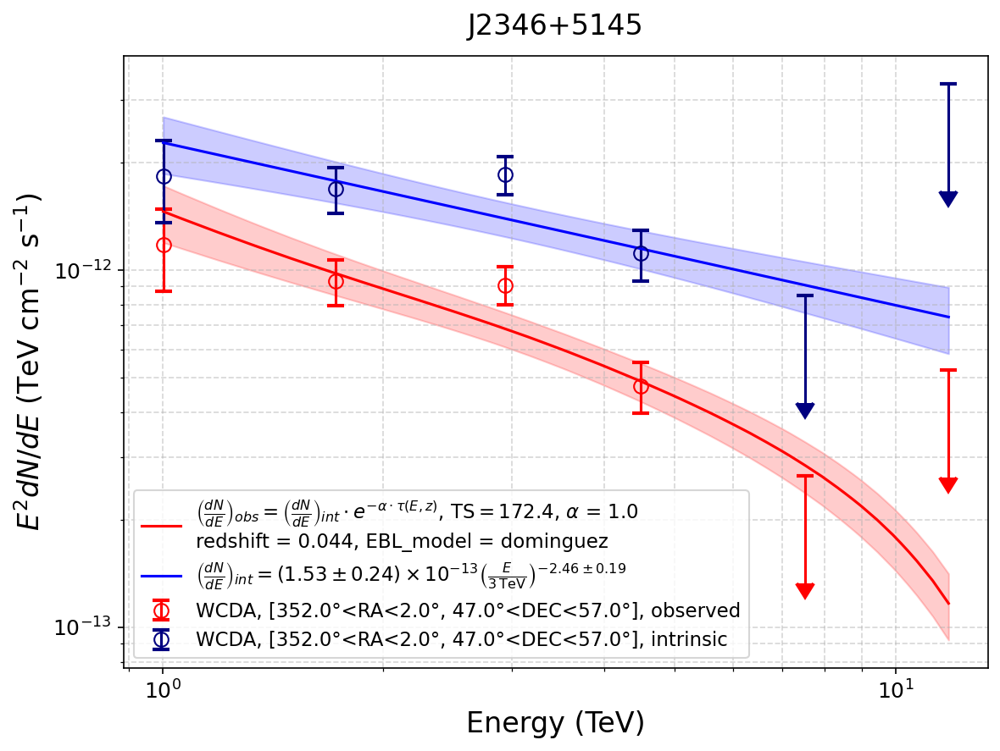 J2346+5145
E²dN/dE (TeV cm⁻² s⁻¹)
10⁻¹²
10⁻¹³
(dN/dE)obs = (dN/dE)int · e^(−α · τ(E, z)), TS = 172.4, α = 1.0
redshift = 0.044, EBL_model = dominguez
(dN/dE)int = (1.53 ± 0.24) × 10⁻¹³(E/3 TeV)^(−2.46 ± 0.19)
WCDA, [352.0°<RA<2.0°, 47.0°<DEC<57.0°], observed
WCDA, [352.0°<RA<2.0°, 47.0°<DEC<57.0°], intrinsic
10⁰ 10¹
Energy (TeV)